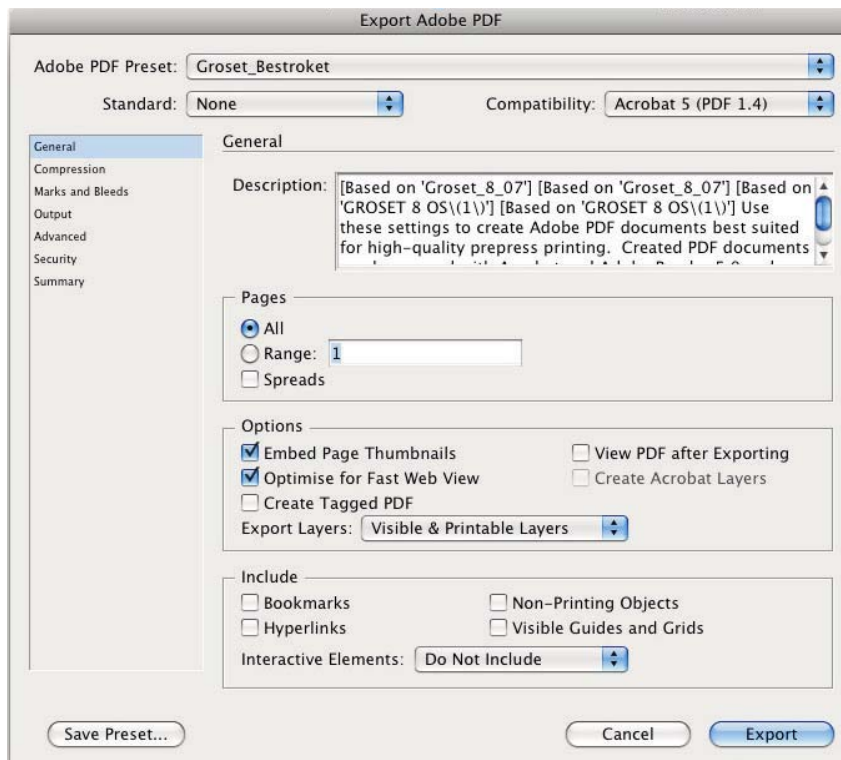 Export Adobe PDF
Adobe PDF Preset: Groset_Bestroket
Standard: None Compatibility: Acrobat 5 (PDF 1.4)
General
Compression
Marks and Bleeds
Output
Advanced
Security
Summary
General
Description: [Based on 'Groset_8_07'] [Based on 'Groset_8_07'] [Based on
'GROSET 8 OS\(1\)'] [Based on 'GROSET 8 OS\(1\)'] Use
these settings to create Adobe PDF documents best suited
for high-quality prepress printing. Created PDF documents
Pages
All
Range: 1
Spreads
Options
Embed Page Thumbnails View PDF after Exporting
Optimise for Fast Web View Create Acrobat Layers
Create Tagged PDF
Export Layers: Visible & Printable Layers
Include
Bookmarks Non-Printing Objects
Hyperlinks Visible Guides and Grids
Interactive Elements: Do Not Include
Save Preset... Cancel Export